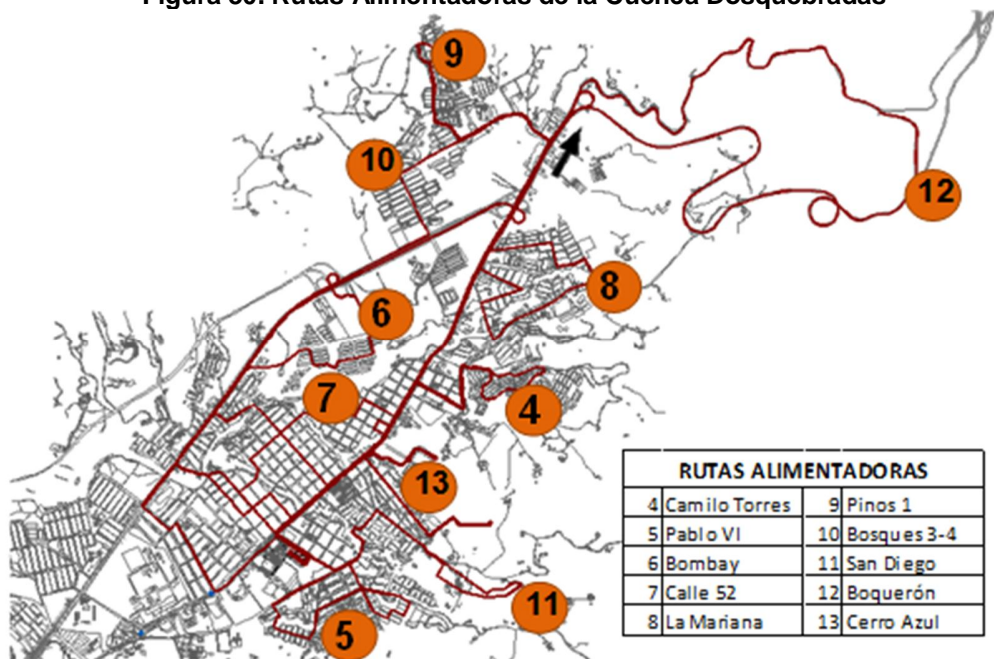 Figura 50. Rutas Alimentadoras de la Cuenca Dosquebradas
9
10
12
8
6
7
4
13
11
5
RUTAS ALIMENTADORAS
4 Camilo Torres 9 Pinos 1
5 Pablo VI 10 Bosques 3-4
6 Bombay 11 San Diego
7 Calle 52 12 Boquerón
8 La Mariana 13 Cerro Azul